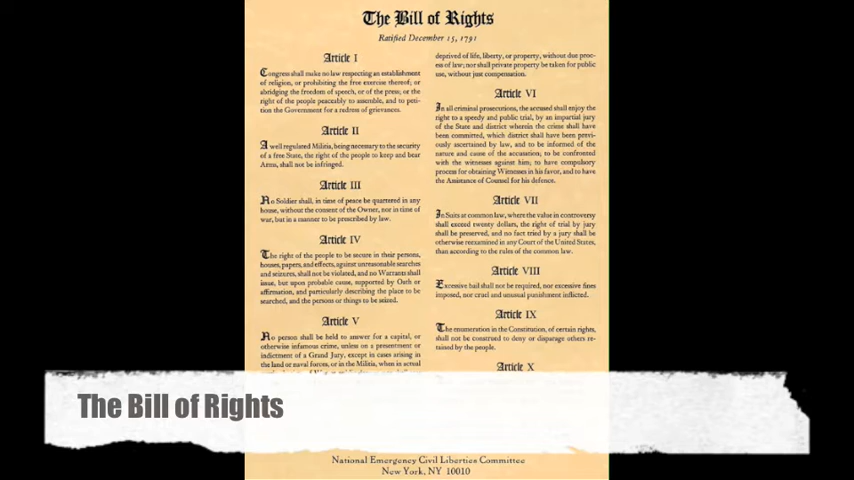 The Bill of Rights
Ratified December 15, 1791
Article I
Congress shall make no law respecting an establishment
of religion, or prohibiting the free exercise thereof; or
abridging the freedom of speech, or of the press; or the
right of the people peaceably to assemble, and to peti-
tion the Government for a redress of grievances.
Article II
A well regulated Militia, being necessary to the security
of a free State, the right of the people to keep and bear
Arms, shall not be infringed.
Article III
No Soldier shall, in time of peace be quartered in any
house, without the consent of the Owner, nor in time of
war, but in a manner to be prescribed by law.
Article IV
The right of the people to be secure in their persons,
houses, papers, and effects, against unreasonable searches
and seizures, shall not be violated, and no Warrants shall
issue, but upon probable cause, supported by Oath or
affirmation, and particularly describing the place to be
searched, and the persons or things to be seized.
Article V
No person shall be held to answer for a capital, or
otherwise infamous crime, unless on a presentment or
indictment of a Grand Jury, except in cases arising in
the land or naval forces, or in the Militia, when in actual
deprived of life, liberty, or property, without due proc-
ess of law; nor shall private property be taken for public
use, without just compensation.
Article VI
In all criminal prosecutions, the accused shall enjoy the
right to a speedy and public trial, by an impartial jury
of the State and district wherein the crime shall have
been committed, which district shall have been previ-
ously ascertained by law, and to be informed of the
nature and cause of the accusation; to be confronted
with the witnesses against him; to have compulsory
process for obtaining Witnesses in his favor, and to have
the Assistance of Counsel for his defence.
Article VII
In Suits at common law, where the value in controversy
shall exceed twenty dollars, the right of trial by jury
shall be preserved, and no fact tried by a jury shall be
otherwise reexamined in any Court of the United States,
than according to the rules of the common law.
Article VIII
Excessive bail shall not be required, nor excessive fines
imposed, nor cruel and unusual punishment inflicted.
Article IX
The enumeration in the Constitution, of certain rights,
shall not be construed to deny or disparage others re-
tained by the people.
Article X
The Bill of Rights
National Emergency Civil Liberties Committee
New York, NY 10010